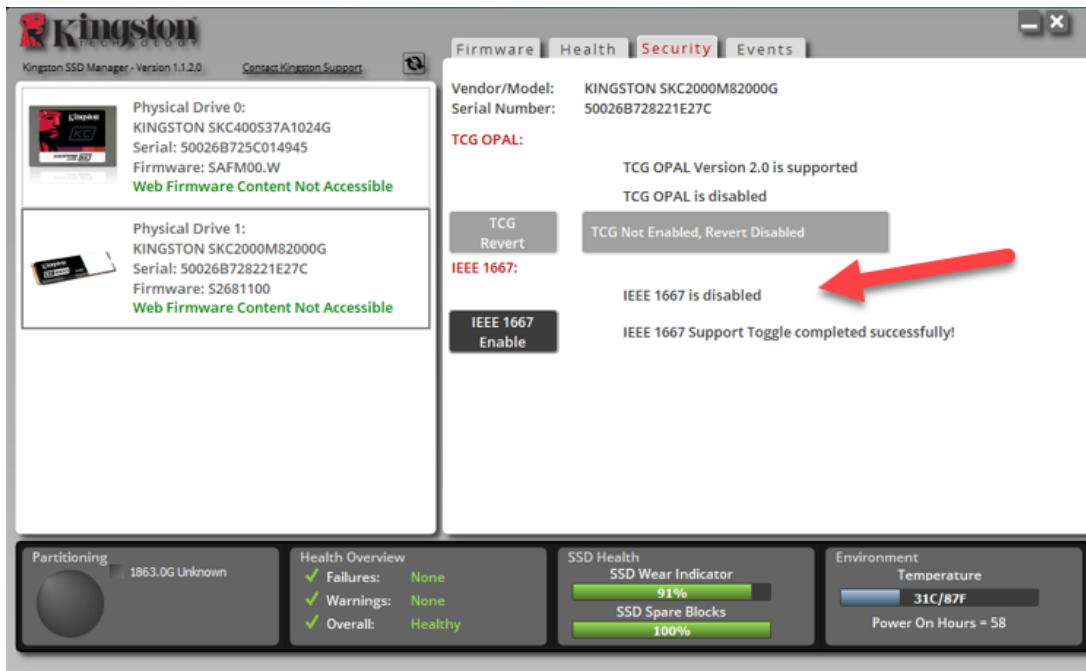 Kingston
TECHNOLOGY
Kingston SSD Manager - Version 1.1.2.0 Contact Kingston Support
Physical Drive 0:
KINGSTON SKC400S37A1024G
Serial: 50026B725C014945
Firmware: SAFM00.W
Web Firmware Content Not Accessible
Physical Drive 1:
KINGSTON SKC2000M82000G
Serial: 50026B728221E27C
Firmware: S2681100
Web Firmware Content Not Accessible
Firmware Health Security Events
Vendor/Model: KINGSTON SKC2000M82000G
Serial Number: 50026B728221E27C
TCG OPAL:
TCG OPAL Version 2.0 is supported
TCG OPAL is disabled
TCG
Revert
TCG Not Enabled, Revert Disabled
IEEE 1667:
IEEE 1667 is disabled
IEEE 1667
Enable
IEEE 1667 Support Toggle completed successfully!
Partitioning
1863.0G Unknown
Health Overview
Failures: None
Warnings: None
Overall: Healthy
SSD Health
SSD Wear Indicator
91%
SSD Spare Blocks
100%
Environment
Temperature
31C/87F
Power On Hours = 58